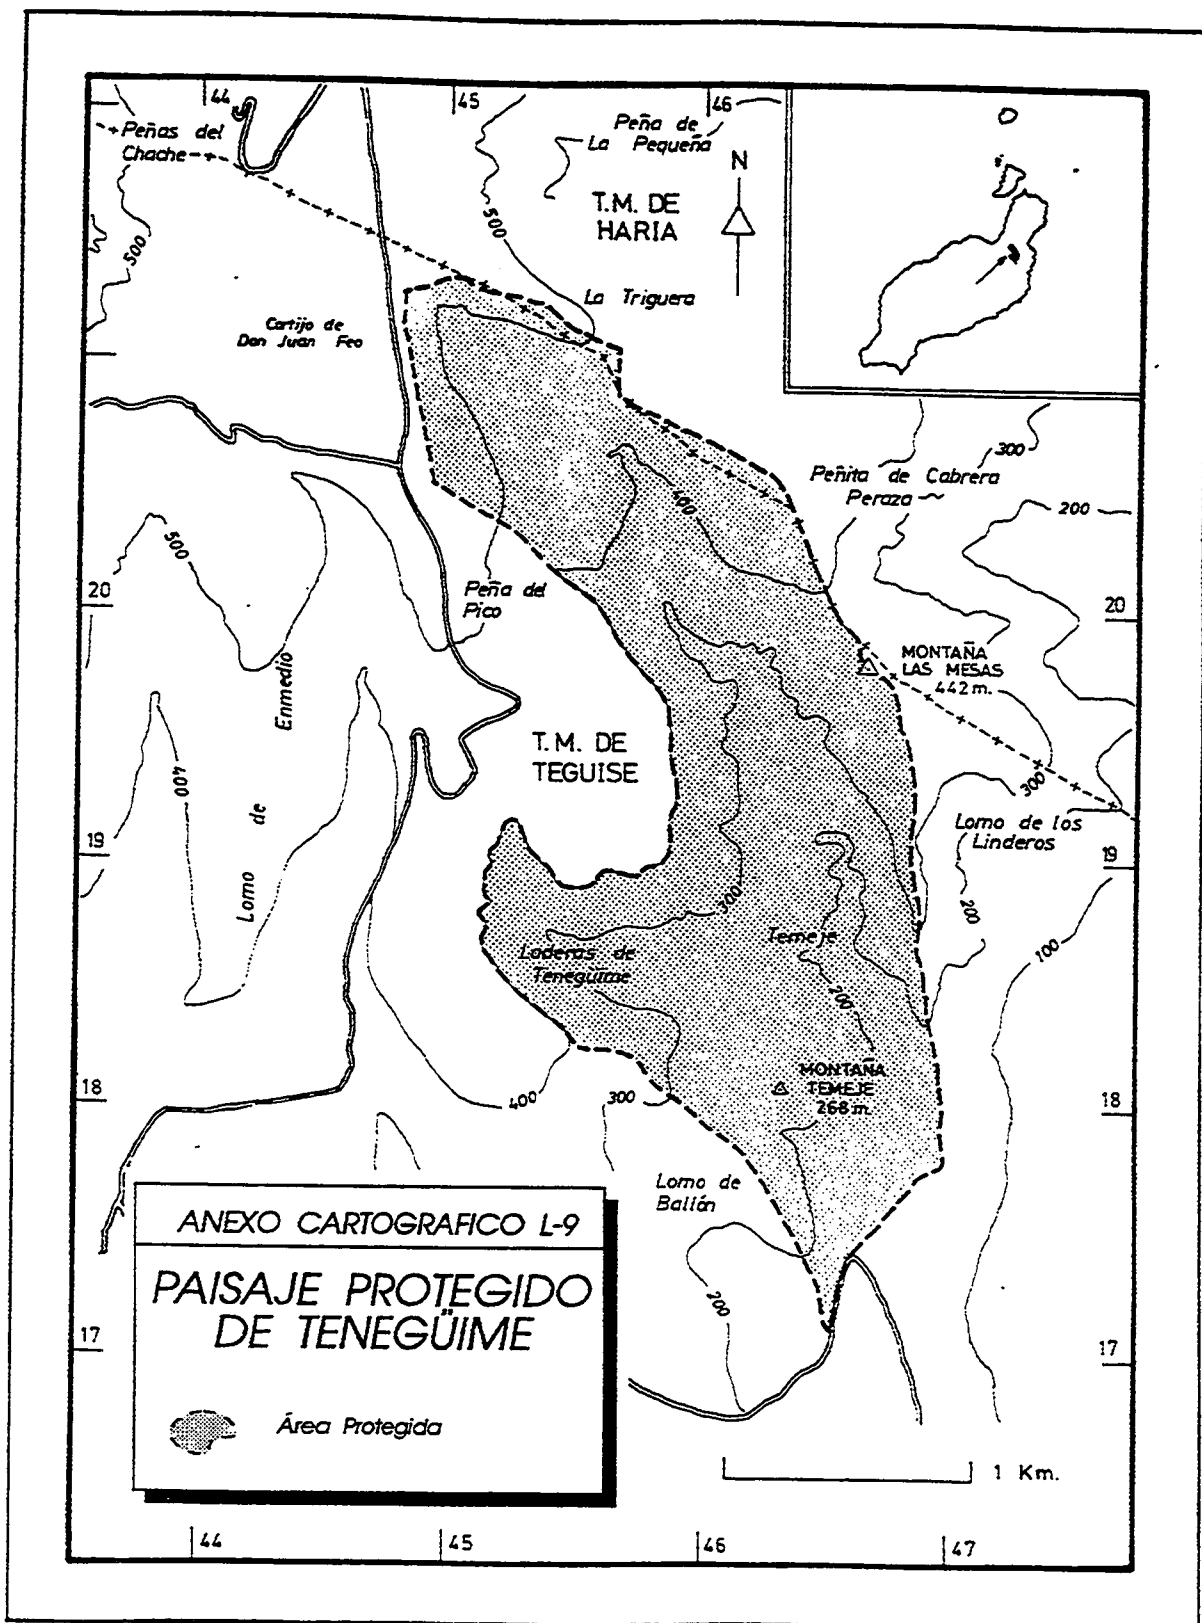 44
45
46
Peñas del
Chache
Peña de
La Pequeña
N
T.M. DE
HARIA
500
500
La Triguera
Cortijo de
Don Juan Feo
300
Peñita de Cabrera
Peraza
400
200
500
20
Peña del
Pico
20
MONTAÑA
LAS MESAS
442 m.
Enmedio
de
Lomo
T.M. DE
TEGUISE
400
300
Lomo de los
Linderos
19
19
300
200
100
Temeje
Laderas de
Tenegüime
200
MONTAÑA
TEMEJE
268 m.
18
400
300
18
Lomo de
Ballón
ANEXO CARTOGRAFICO L-9
PAISAJE PROTEGIDO
DE TENEGÜIME
200
17
17
Área Protegida
1 Km.
44
45
46
47